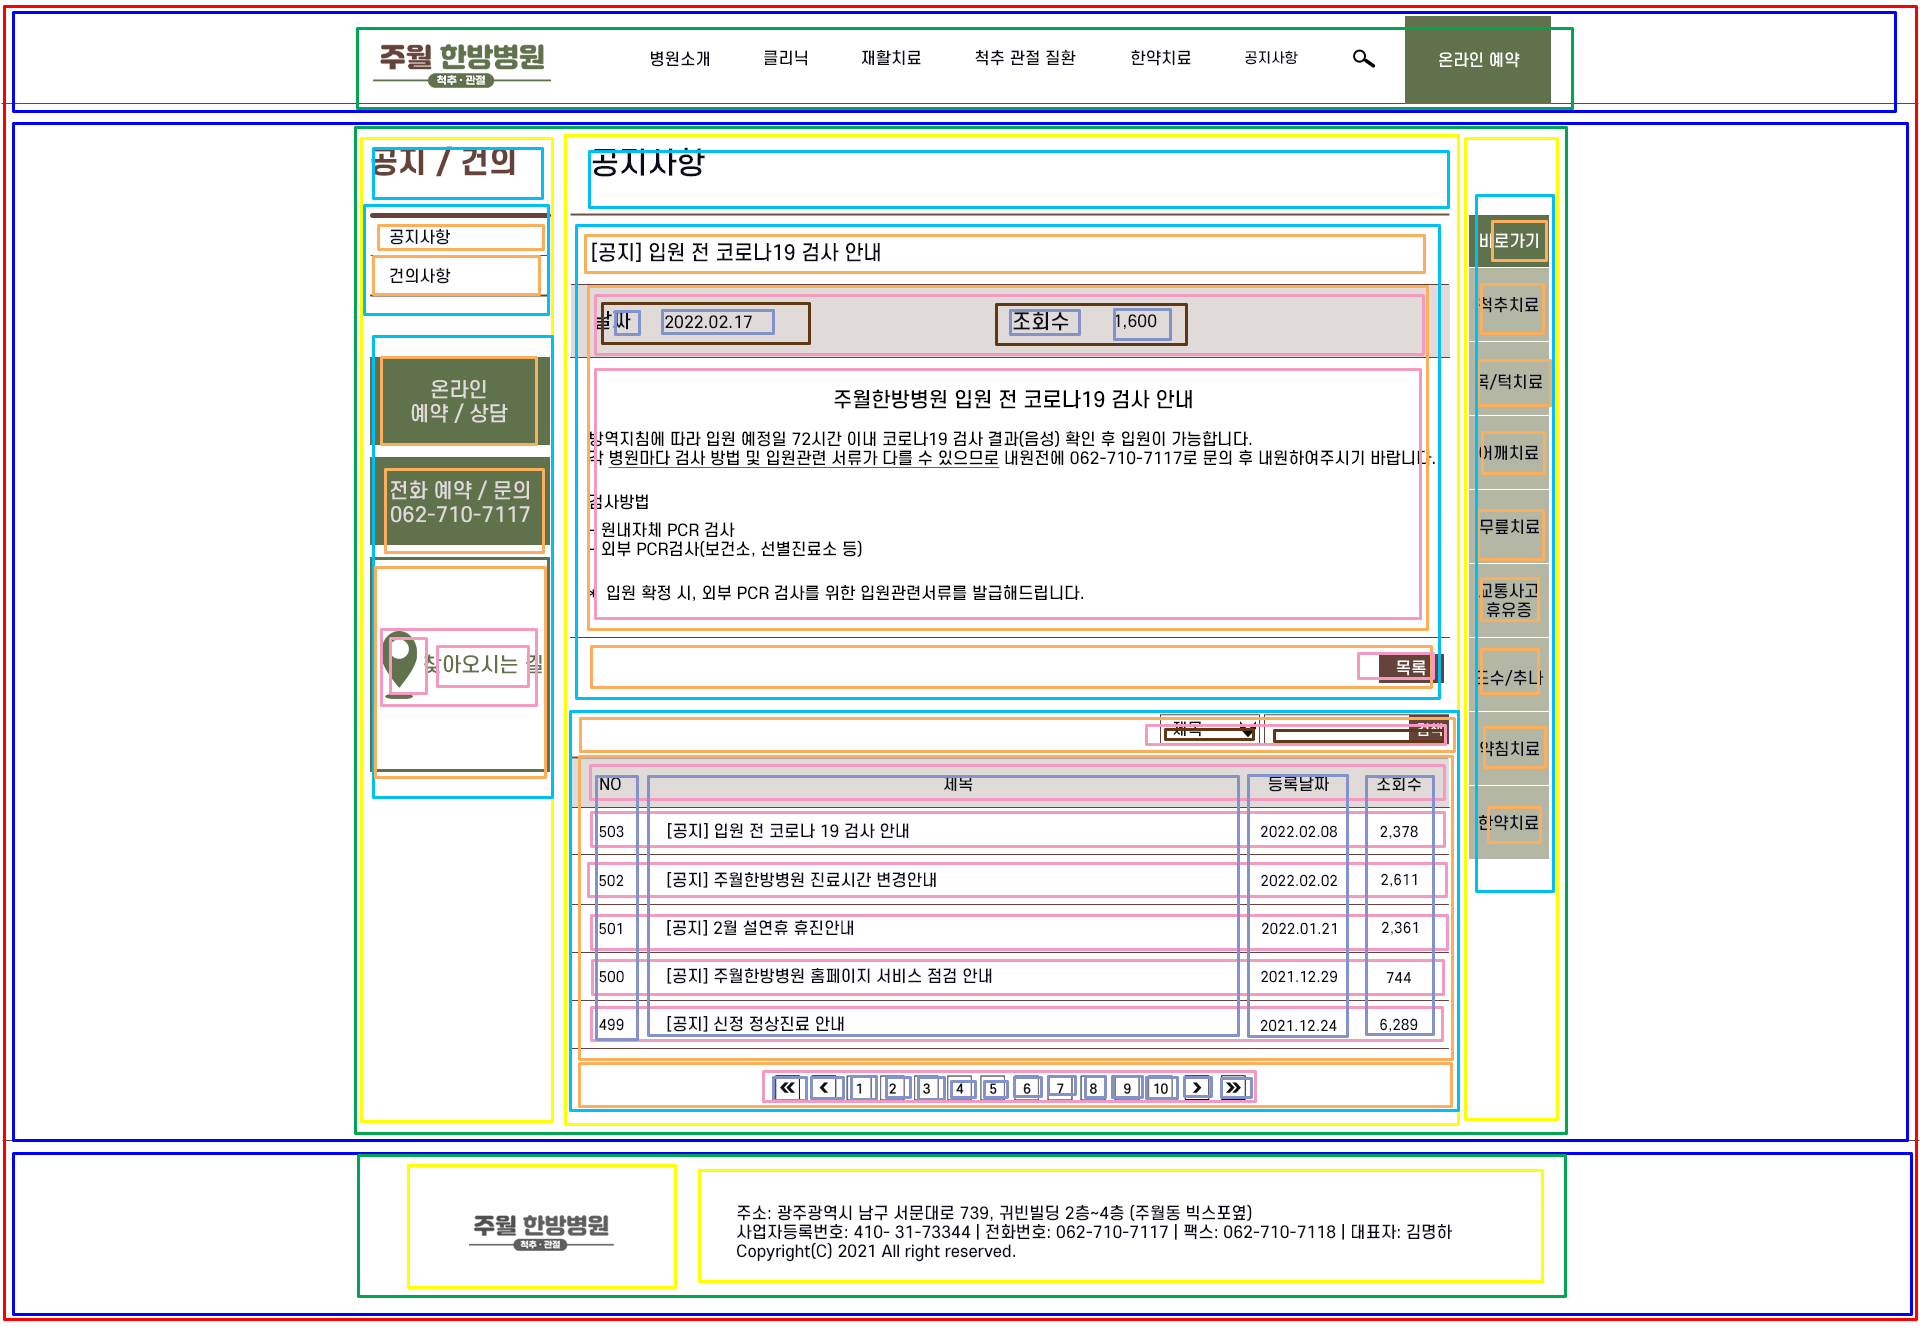 주월 한방병원
척추·관절
병원소개
클리닉
재활치료
척추 관절 질환
한약치료
공지사항
온라인 예약
공지 / 건의
공지사항
건의사항
온라인
예약 / 상담
전화 예약 / 문의
062-710-7117
찾아오시는 길
공지사항
[공지] 입원 전 코로나19 검사 안내
날짜 2022.02.17 조회수 1,600
주월한방병원 입원 전 코로나19 검사 안내
방역지침에 따라 입원 예정일 72시간 이내 코로나19 검사 결과(음성) 확인 후 입원이 가능합니다.
각 병원마다 검사 방법 및 입원관련 서류가 다를 수 있으므로 내원전에 062-710-7117로 문의 후 내원하여주시기 바랍니다.
검사방법
- 원내자체 PCR 검사
- 외부 PCR검사(보건소, 선별진료소 등)
* 입원 확정 시, 외부 PCR 검사를 위한 입원관련서류를 발급해드립니다.
목록
제목 검색
NO 제목 등록날짜 조회수
503 [공지] 입원 전 코로나 19 검사 안내 2022.02.08 2,378
502 [공지] 주월한방병원 진료시간 변경안내 2022.02.02 2,611
501 [공지] 2월 설연휴 휴진안내 2022.01.21 2,361
500 [공지] 주월한방병원 홈페이지 서비스 점검 안내 2021.12.29 744
499 [공지] 신정 정상진료 안내 2021.12.24 6,289
« ‹ 1 2 3 4 5 6 7 8 9 10 › »
바로가기
척추치료
목/턱치료
어깨치료
무릎치료
교통사고
휴유증
도수/추나
약침치료
한약치료
주월 한방병원
척추·관절
주소: 광주광역시 남구 서문대로 739, 귀빈빌딩 2층~4층 (주월동 빅스포옆)
사업자등록번호: 410- 31-73344 | 전화번호: 062-710-7117 | 팩스: 062-710-7118 | 대표자: 김명하
Copyright(C) 2021 All right reserved.